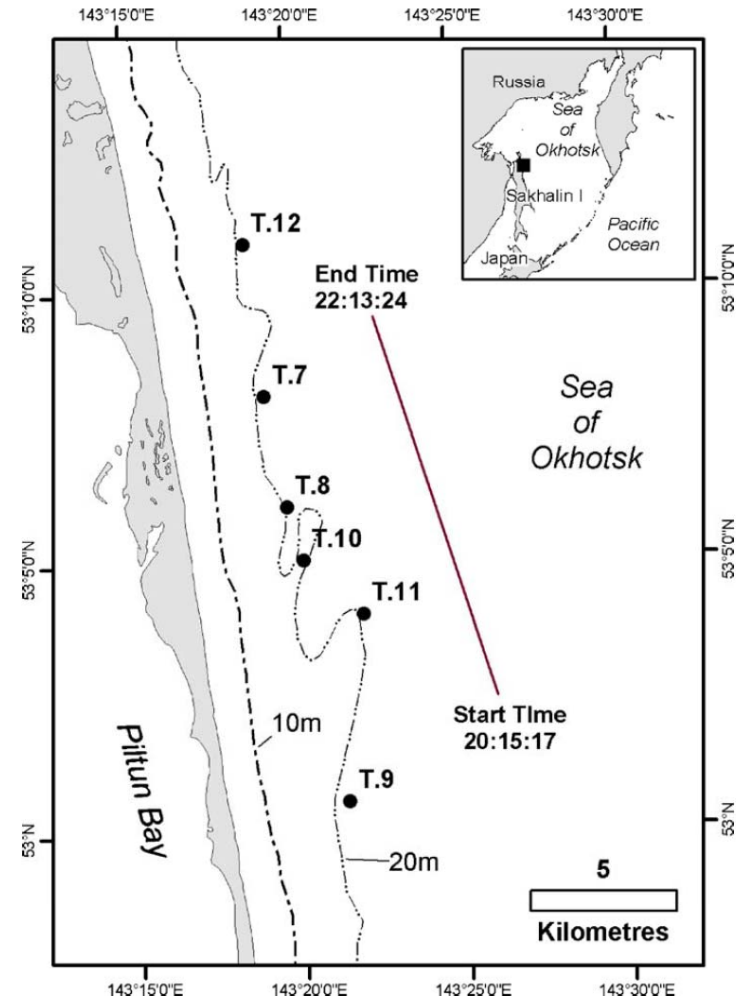 143°15'0"E 143°20'0"E 143°25'0"E 143°30'0"E
Russia
Sea
of
Okhotsk
Sakhalin I
Pacific
Ocean
Japan
T.12
End Time
22:13:24
53°10'0"N
53°10'0"N
T.7
Sea
of
Okhotsk
T.8
T.10
53°5'0"N
53°5'0"N
T.11
10m
Start TIme
20:15:17
Piltun Bay
T.9
53°N
53°N
20m
5
Kilometres
143°15'0"E 143°20'0"E 143°25'0"E 143°30'0"E